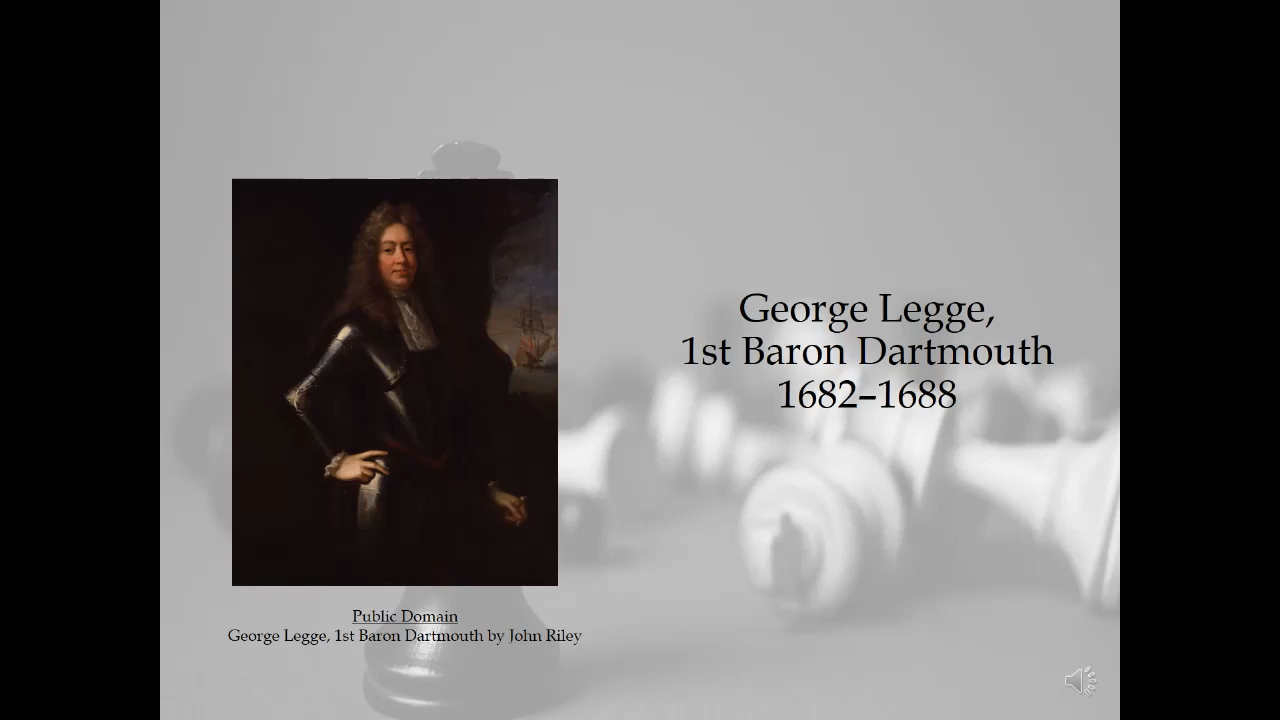 George Legge,
1st Baron Dartmouth
1682–1688
Public Domain
George Legge, 1st Baron Dartmouth by John Riley